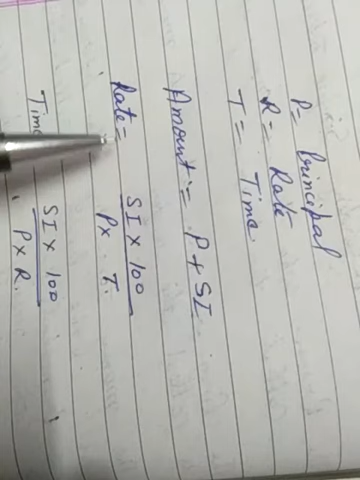 P = Principal
R = Rate
T = Time
Amount = P + SI
Rate = SI x 100
P x T.
Time SI x 100
P x R.